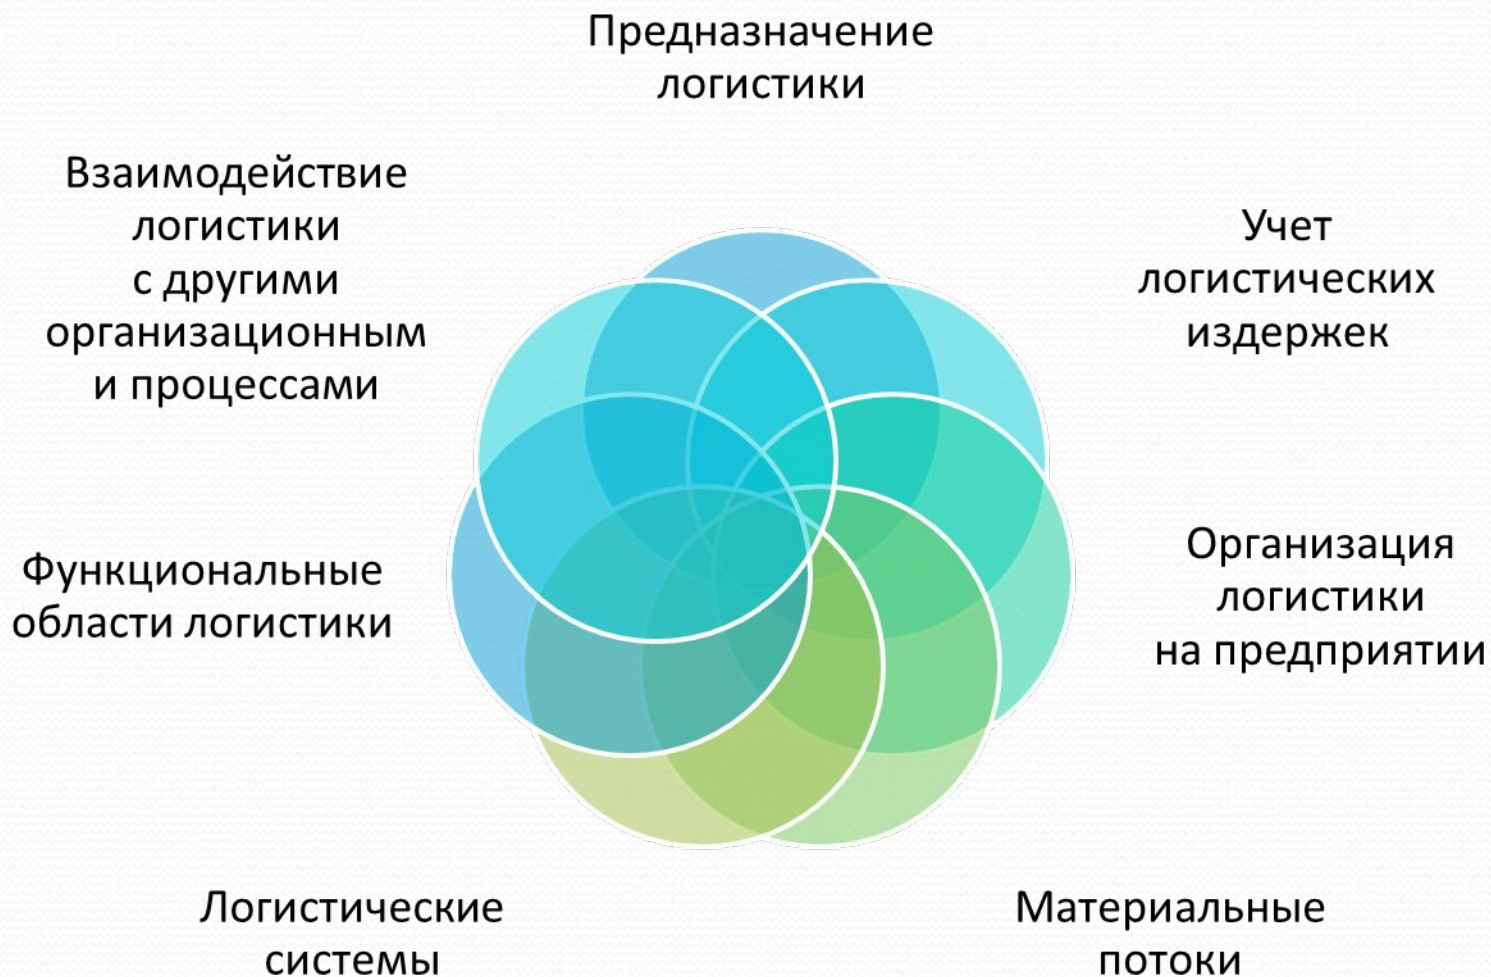 Предназначение
логистики
Учет
логистических
издержек
Организация
логистики
на предприятии
Материальные
потоки
Логистические
системы
Функциональные
области логистики
Взаимодействие
логистики
с другими
организационным
и процессами